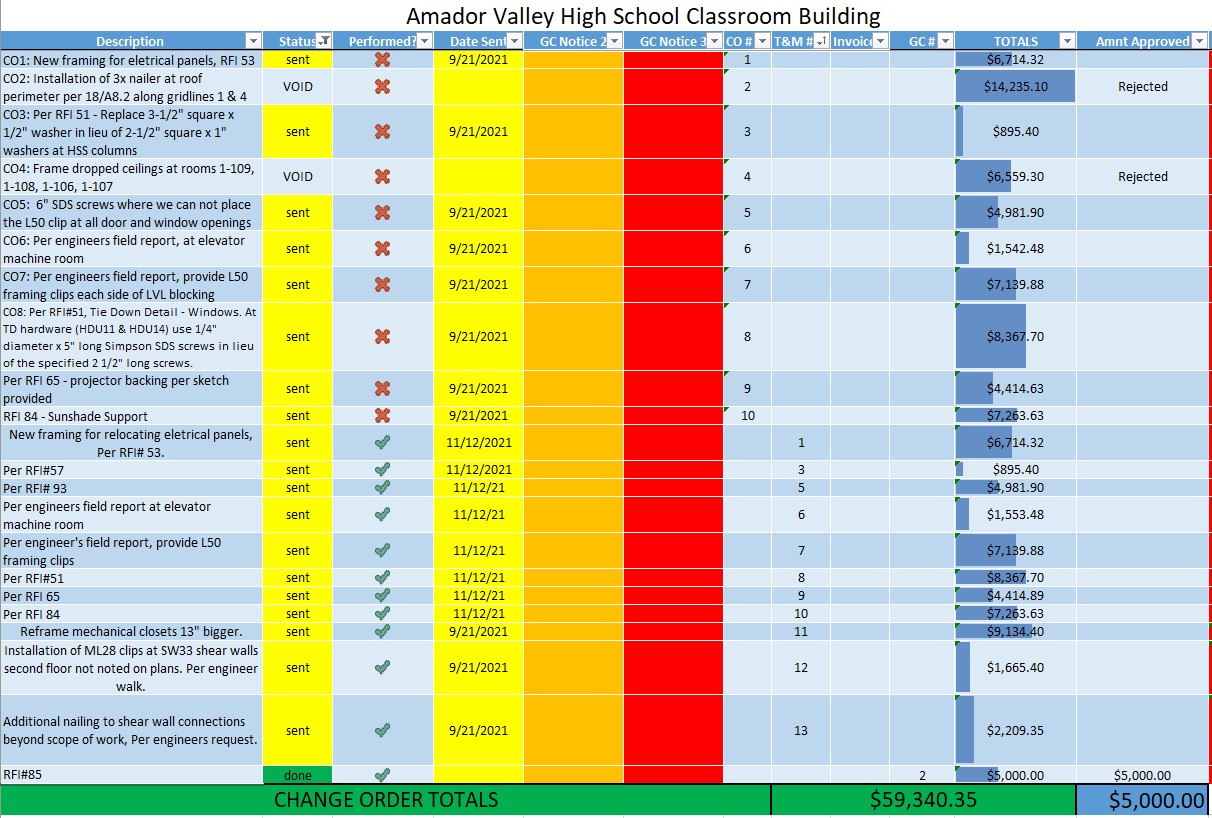 Amador Valley High School Classroom Building
Description Status Performed? Date Sent GC Notice 2 GC Notice 3 CO # T&M # Invoice GC # TOTALS Amnt Approved
CO1: New framing for eletrical panels, RFI 53 sent 9/21/2021 1 $6,714.32
CO2: Installation of 3x nailer at roof
perimeter per 18/A8.2 along gridlines 1 & 4 VOID 2 $14,235.10 Rejected
CO3: Per RFI 51 - Replace 3-1/2" square x
1/2" washer in lieu of 2-1/2" square x 1"
washers at HSS columns sent 9/21/2021 3 $895.40
CO4: Frame dropped ceilings at rooms 1-109,
1-108, 1-106, 1-107 VOID 4 $6,559.30 Rejected
CO5: 6" SDS screws where we can not place
the L50 clip at all door and window openings sent 9/21/2021 5 $4,981.90
CO6: Per engineers field report, at elevator
machine room sent 9/21/2021 6 $1,542.48
CO7: Per engineers field report, provide L50
framing clips each side of LVL blocking sent 9/21/2021 7 $7,139.88
CO8: Per RFI#51, Tie Down Detail - Windows. At
TD hardware (HDU11 & HDU14) use 1/4"
diameter x 5" long Simpson SDS screws in lieu
of the specified 2 1/2" long screws. sent 9/21/2021 8 $8,367.70
Per RFI 65 - projector backing per sketch
provided sent 9/21/2021 9 $4,414.63
RFI 84 - Sunshade Support sent 9/21/2021 10 $7,263.63
New framing for relocating eletrical panels,
Per RFI# 53. sent 11/12/2021 1 $6,714.32
Per RFI#57 sent 11/12/2021 3 $895.40
Per RFI# 93 sent 11/12/21 5 $4,981.90
Per engineers field report at elevator
machine room sent 11/12/21 6 $1,553.48
Per engineer's field report, provide L50
framing clips sent 11/12/21 7 $7,139.88
Per RFI#51 sent 11/12/21 8 $8,367.70
Per RFI 65 sent 11/12/21 9 $4,414.89
Per RFI 84 sent 11/12/21 10 $7,263.63
Reframe mechanical closets 13" bigger. sent 9/21/2021 11 $9,134.40
Installation of ML28 clips at SW33 shear walls
second floor not noted on plans. Per engineer
walk. sent 9/21/2021 12 $1,665.40
Additional nailing to shear wall connections
beyond scope of work, Per engineers request. sent 9/21/2021 13 $2,209.35
RFI#85 done 2 $5,000.00 $5,000.00
CHANGE ORDER TOTALS $59,340.35 $5,000.00